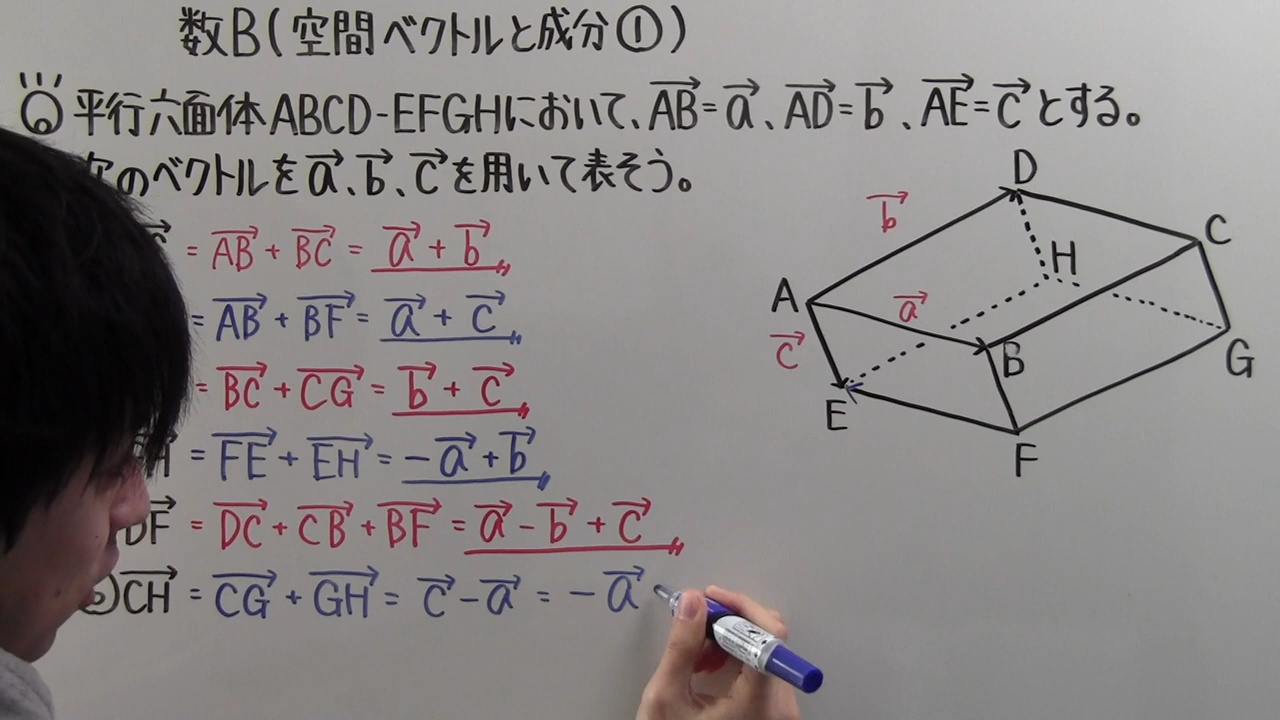 数B(空間ベクトルと成分①)
平行六面体ABCD-EFGHにおいて、AB→=a→、AD→=b→、AE→=c→とする。
のベクトルをa→、b→、c→を用いて表そう。
= AB→ + BC→ = a→ + b→
= AB→ + BF→ = a→ + c→
= BC→ + CG→ = b→ + c→
H→ = FE→ + EH→ = -a→ + b→
DF→ = DC→ + CB→ + BF→ = a→ - b→ + c→
CH→ = CG→ + GH→ = c→ - a→ = -a→
D
b→
C
H
A
a→
c→
B
G
E
F